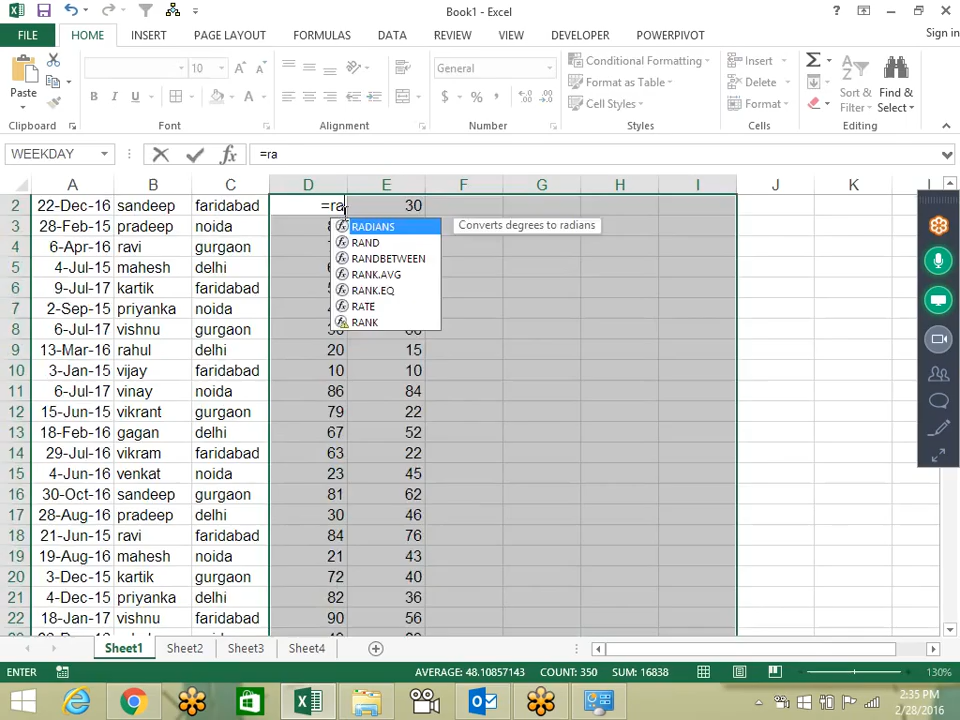 Book1 - Excel
?
FILE HOME INSERT PAGE LAYOUT FORMULAS DATA REVIEW VIEW DEVELOPER POWERPIVOT Sign in
Paste
10 A A
B I U A
General
$ % ,
Conditional Formatting
Format as Table
Cell Styles
Insert
Delete
Format
Sort & Filter
Find & Select
Clipboard Font Alignment Number Styles Cells Editing
WEEKDAY fx =ra
A B C D E F G H I J K
2 22-Dec-16 sandeep faridabad =ra 30
3 28-Feb-15 pradeep noida
4 6-Apr-16 ravi gurgaon
5 4-Jul-15 mahesh delhi
6 9-Jul-16 kartik faridabad
7 2-Sep-15 priyanka noida
8 6-Jul-17 vishnu gurgaon
9 13-Mar-16 rahul delhi 20 15
10 3-Jan-15 vijay faridabad 10 10
11 6-Jul-17 vinay noida 86 84
12 15-Jun-15 vikrant gurgaon 79 22
13 18-Feb-16 gagan delhi 67 52
14 29-Jul-16 vikram faridabad 63 22
15 4-Jun-16 venkat noida 23 45
16 30-Oct-16 sandeep gurgaon 81 62
17 28-Aug-16 pradeep delhi 30 46
18 21-Jun-15 ravi faridabad 84 76
19 19-Aug-16 mahesh noida 21 43
20 3-Dec-15 kartik gurgaon 72 40
21 4-Dec-15 priyanka delhi 82 36
22 18-Jan-17 vishnu faridabad 90 56
RADIANS
RAND
RANDBETWEEN
RANK.AVG
RANK.EQ
RATE
RANK
Converts degrees to radians
Sheet1 Sheet2 Sheet3 Sheet4
ENTER AVERAGE: 48.10857143 COUNT: 350 SUM: 16838 130%
2:35 PM
2/28/2016